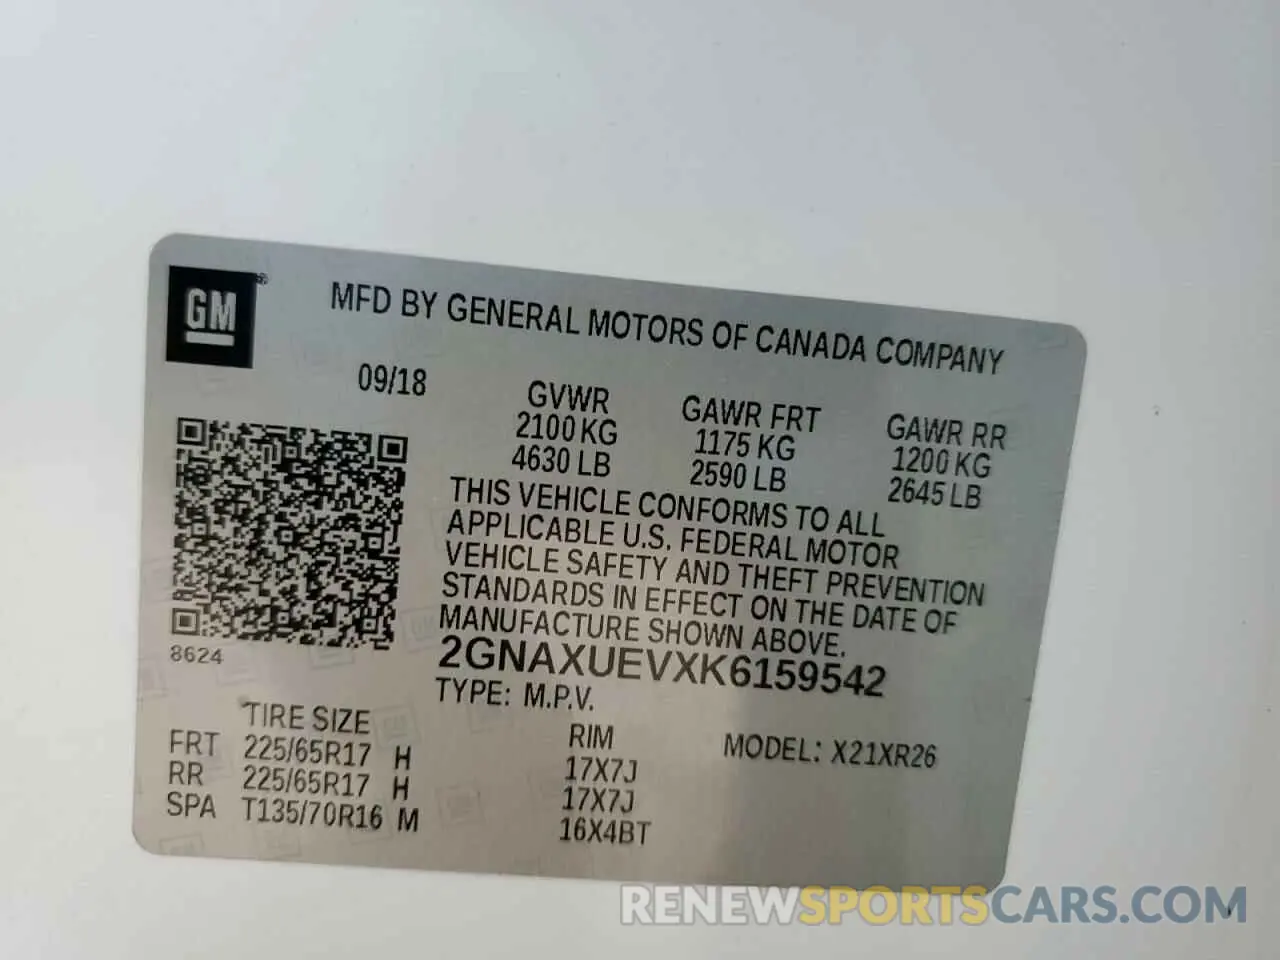 GM
MFD BY GENERAL MOTORS OF CANADA COMPANY
09/18
GVWR GAWR FRT GAWR RR
2100 KG 1175 KG 1200 KG
4630 LB 2590 LB 2645 LB
THIS VEHICLE CONFORMS TO ALL
APPLICABLE U.S. FEDERAL MOTOR
VEHICLE SAFETY AND THEFT PREVENTION
STANDARDS IN EFFECT ON THE DATE OF
MANUFACTURE SHOWN ABOVE.
8624
2GNAXUEVXK6159542
TYPE: M.P.V.
TIRE SIZE RIM MODEL: X21XR26
FRT 225/65R17 H 17X7J
RR 225/65R17 H 17X7J
SPA T135/70R16 M 16X4BT
RENEWSPORTSCARS.COM